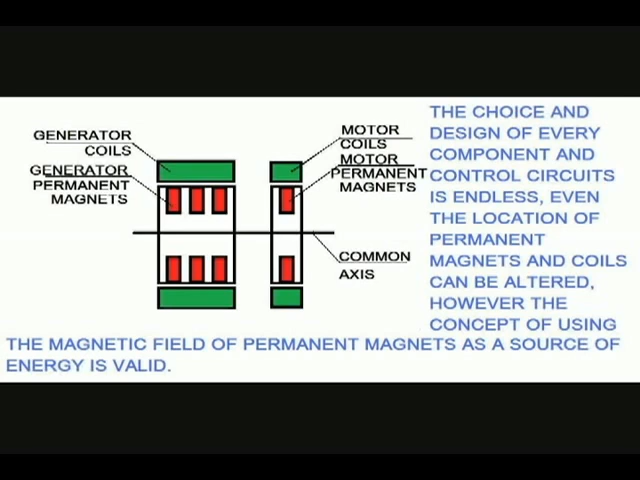 GENERATOR
COILS
GENERATOR
PERMANENT
MAGNETS
MOTOR
COILS
MOTOR
PERMANENT
MAGNETS
COMMON
AXIS
THE CHOICE AND
DESIGN OF EVERY
COMPONENT AND
CONTROL CIRCUITS
IS ENDLESS, EVEN
THE LOCATION OF
PERMANENT
MAGNETS AND COILS
CAN BE ALTERED,
HOWEVER THE
CONCEPT OF USING
THE MAGNETIC FIELD OF PERMANENT MAGNETS AS A SOURCE OF
ENERGY IS VALID.